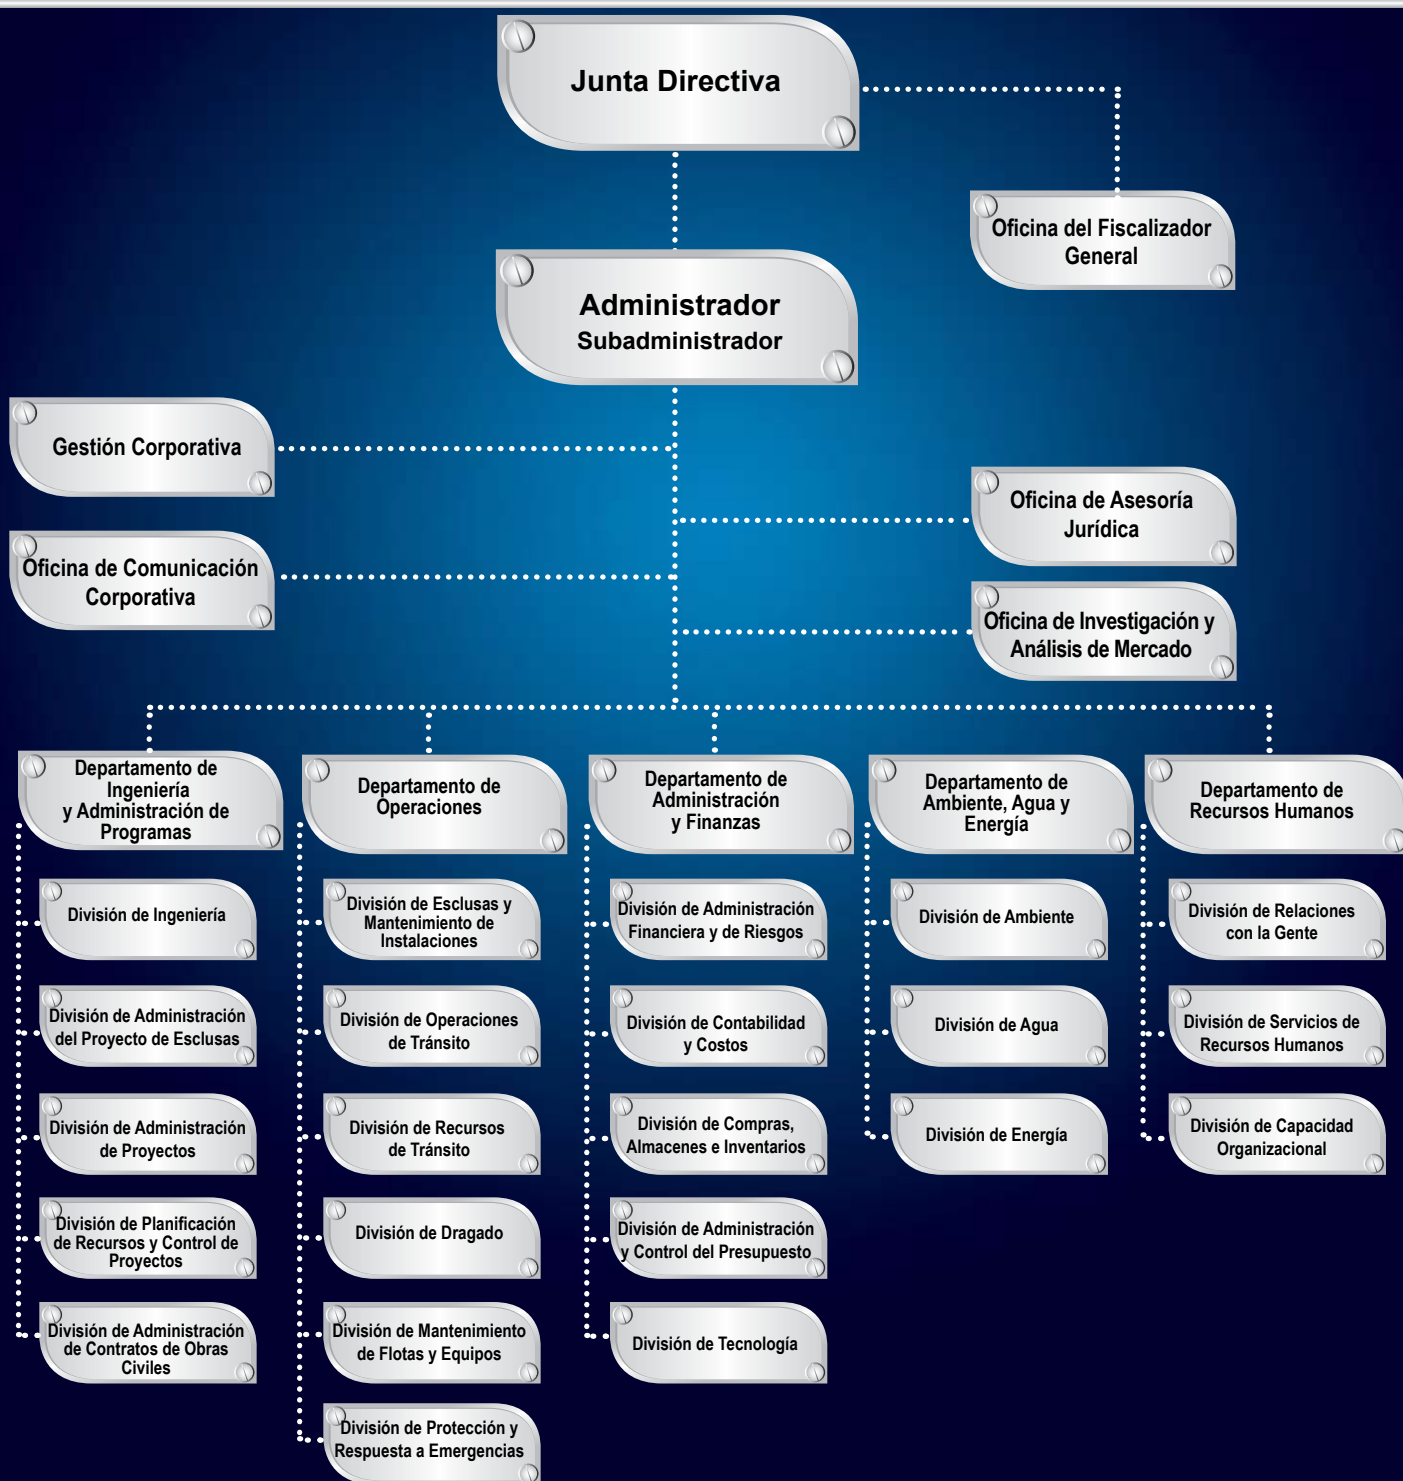 Junta Directiva
Oficina del Fiscalizador
General
Administrador
Subadministrador
Gestión Corporativa
Oficina de Asesoría
Jurídica
Oficina de Comunicación
Corporativa
Oficina de Investigación y
Análisis de Mercado
Departamento de
Ingeniería
y Administración de
Programas
Departamento de
Operaciones
Departamento de
Administración
y Finanzas
Departamento de
Ambiente, Agua y
Energía
Departamento de
Recursos Humanos
División de Ingeniería
División de Administración
del Proyecto de Esclusas
División de Administración
de Proyectos
División de Planificación
de Recursos y Control de
Proyectos
División de Administración
de Contratos de Obras
Civiles
División de Esclusas y
Mantenimiento de
Instalaciones
División de Operaciones
de Tránsito
División de Recursos
de Tránsito
División de Dragado
División de Mantenimiento
de Flotas y Equipos
División de Protección y
Respuesta a Emergencias
División de Administración
Financiera y de Riesgos
División de Contabilidad
y Costos
División de Compras,
Almacenes e Inventarios
División de Administración
y Control del Presupuesto
División de Tecnología
División de Ambiente
División de Agua
División de Energía
División de Relaciones
con la Gente
División de Servicios de
Recursos Humanos
División de Capacidad
Organizacional